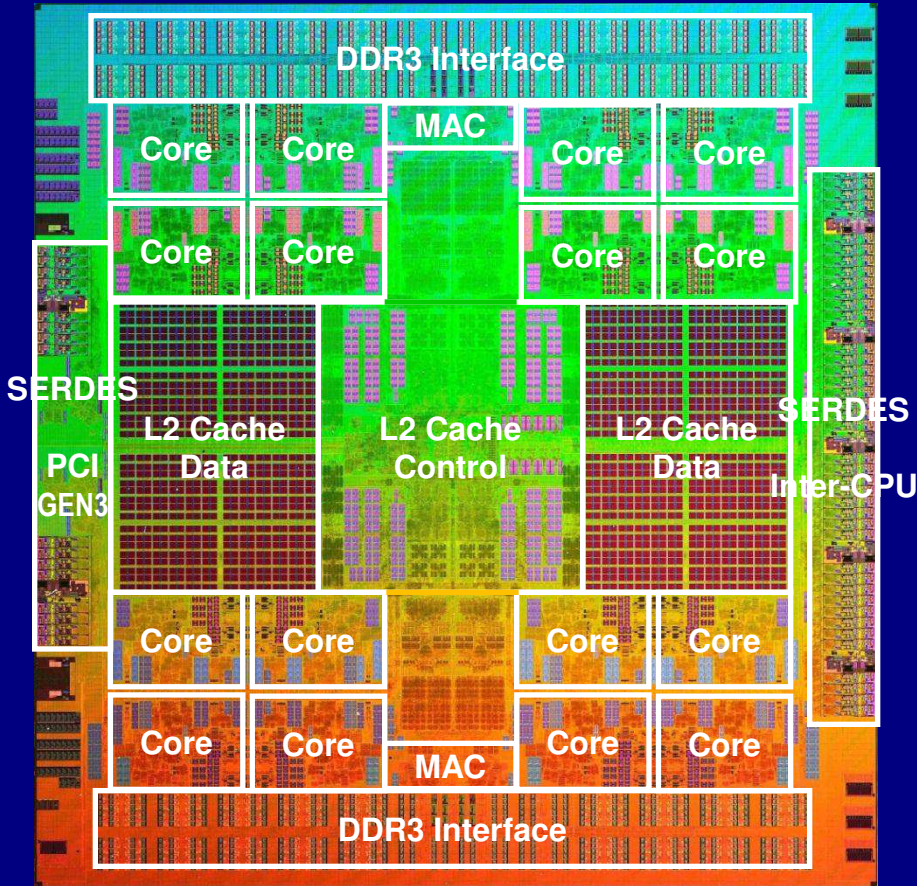 DDR3 Interface
MAC
Core
Core
Core
Core
Core
Core
Core
Core
SERDES
PCI
GEN3
L2 Cache
Data
L2 Cache
Control
L2 Cache
Data
SERDES
Inter-CPU
Core
Core
Core
Core
Core
Core
Core
Core
MAC
DDR3 Interface